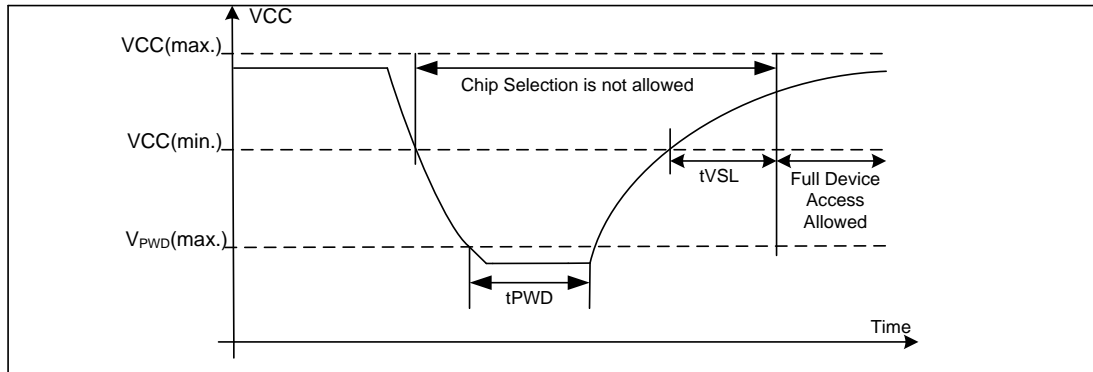 VCC
VCC(max.)
Chip Selection is not allowed
VCC(min.)
tVSL
Full Device
Access
Allowed
VPWD(max.)
tPWD
Time